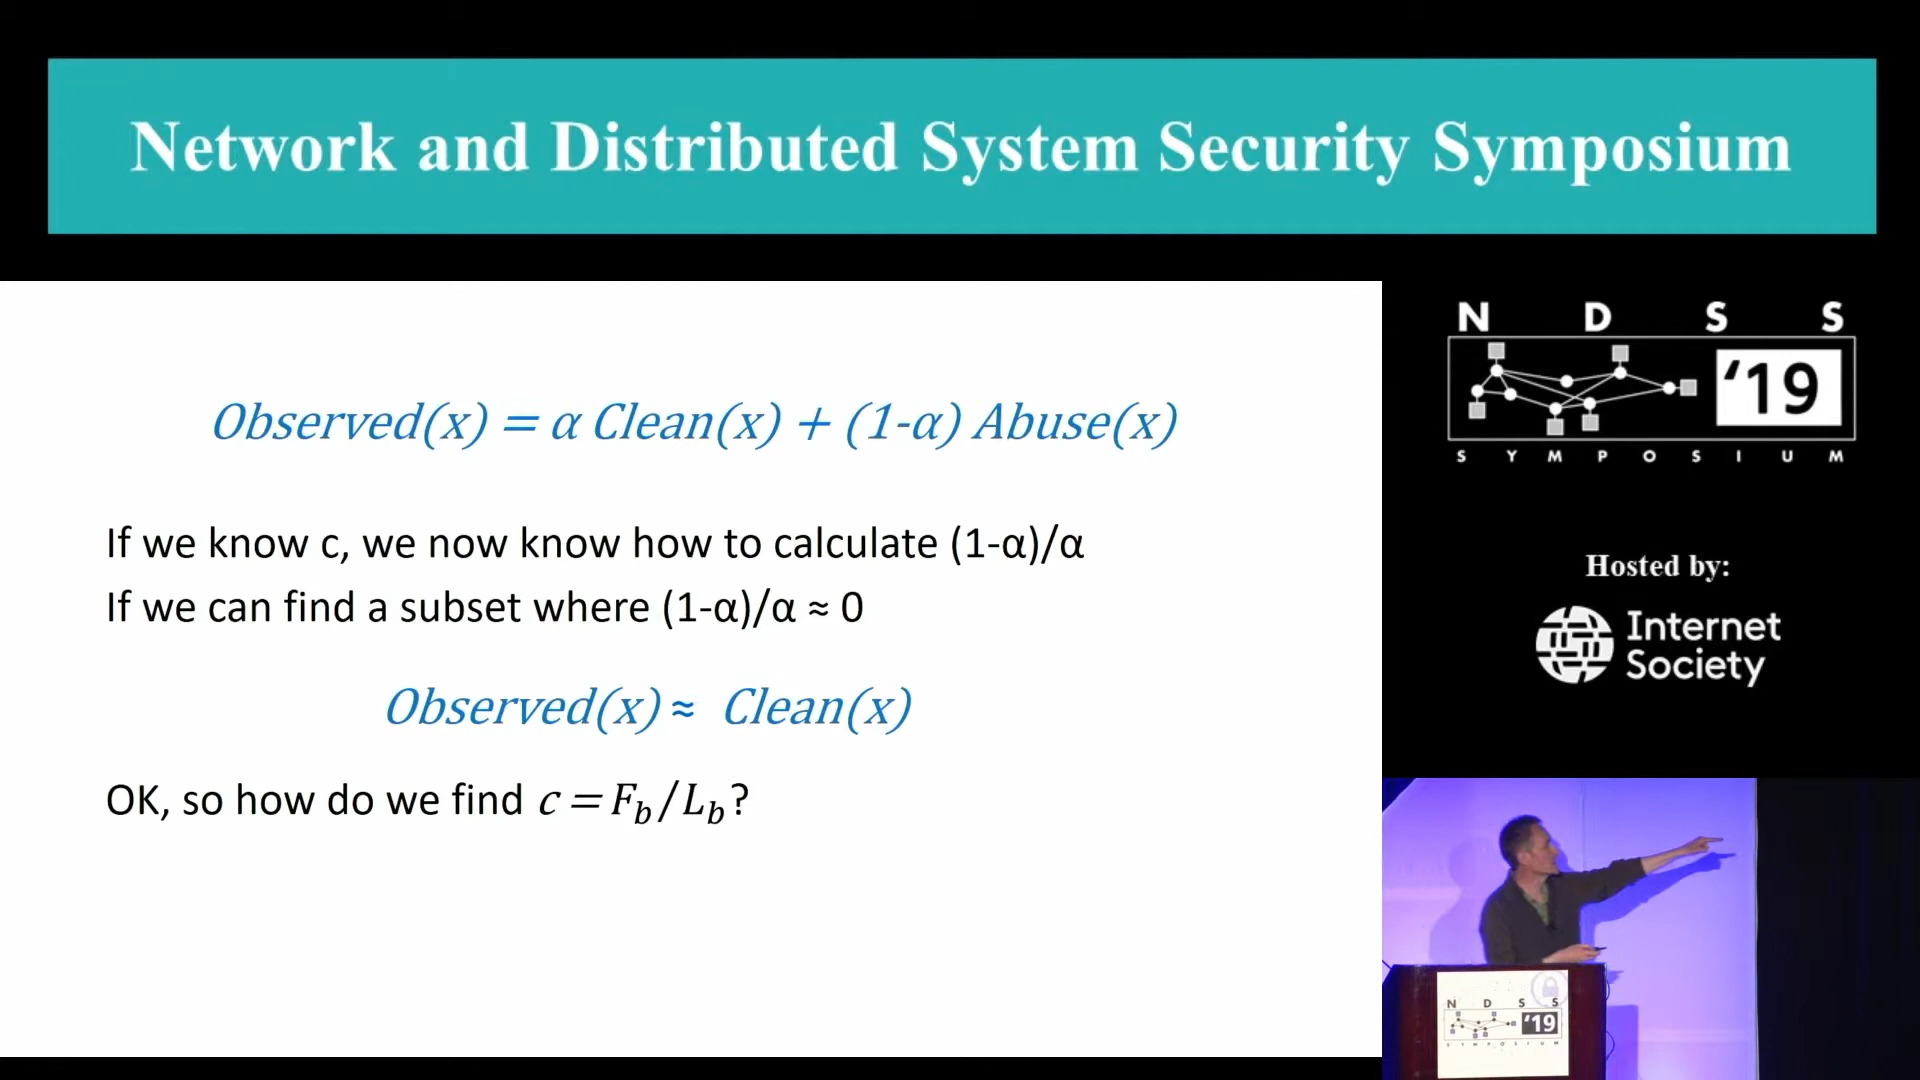 Network and Distributed System Security Symposium
N D S S
'19
S Y M P O S I U M
Observed(x) = α Clean(x) + (1-α) Abuse(x)
If we know c, we now know how to calculate (1-α)/α
If we can find a subset where (1-α)/α ≈ 0
Observed(x) ≈ Clean(x)
OK, so how do we find c = F_b/L_b?
Hosted by:
Internet
Society
N D S S
'19
S Y M P O S I U M